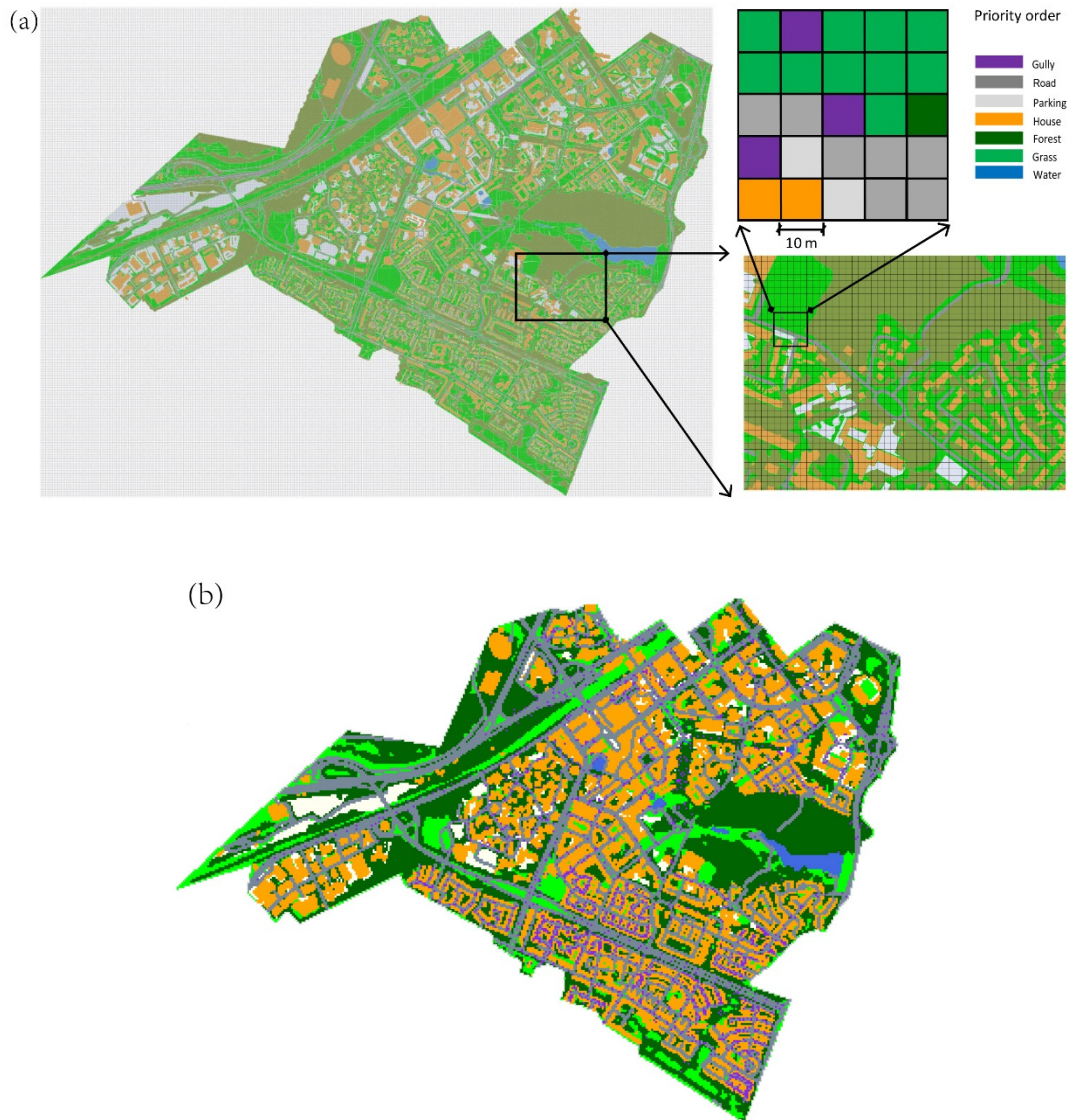 (a)
Priority order
Gully
Road
Parking
House
Forest
Grass
Water
10 m
(b)